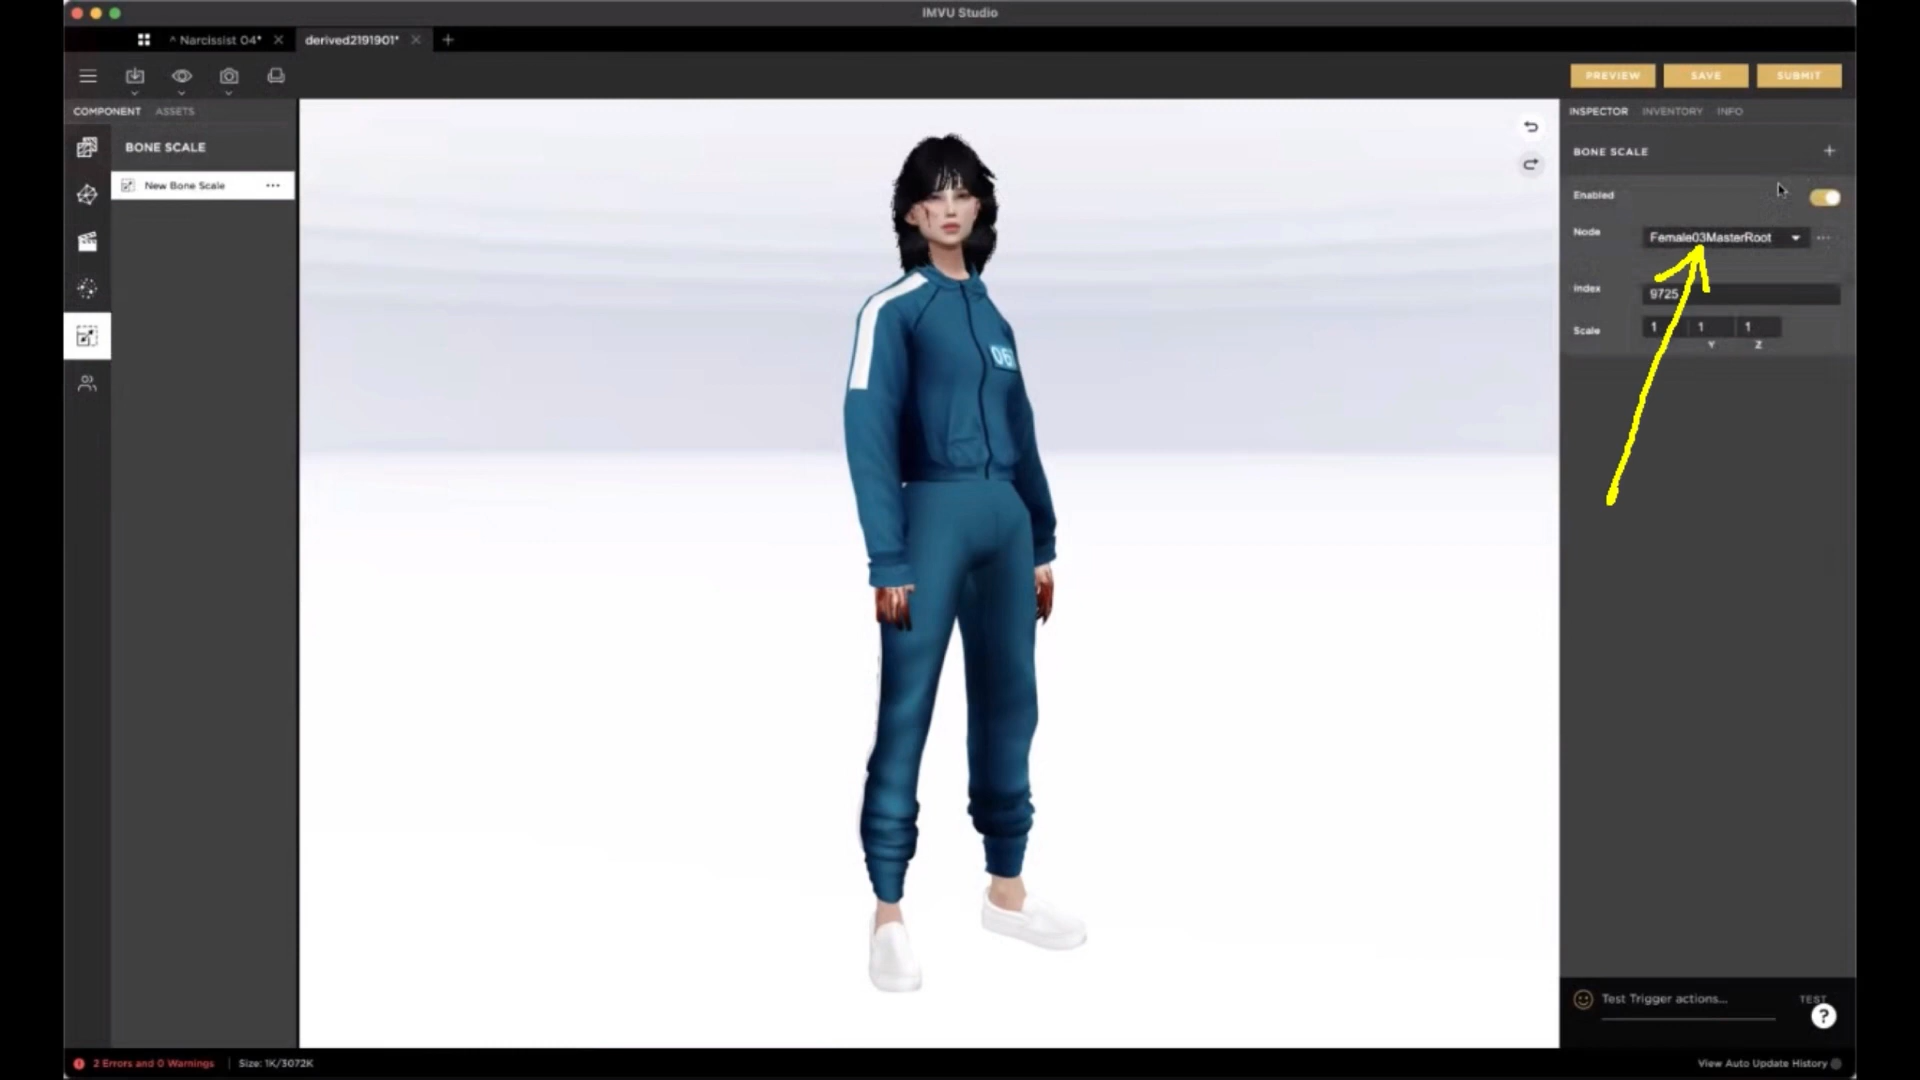 IMVU Studio
^ Narcissist 04*
derived2191901*
PREVIEW
SAVE
SUBMIT
COMPONENT
ASSETS
INSPECTOR
INVENTORY
INFO
BONE SCALE
BONE SCALE
New Bone Scale
Enabled
Node
Female03MasterRoot
06
Index
9725
Scale
1
1
1
Y
Z
Test Trigger actions...
TEST
?
2 Errors and 0 Warnings
Size: 1K/3072K
View Auto Update History